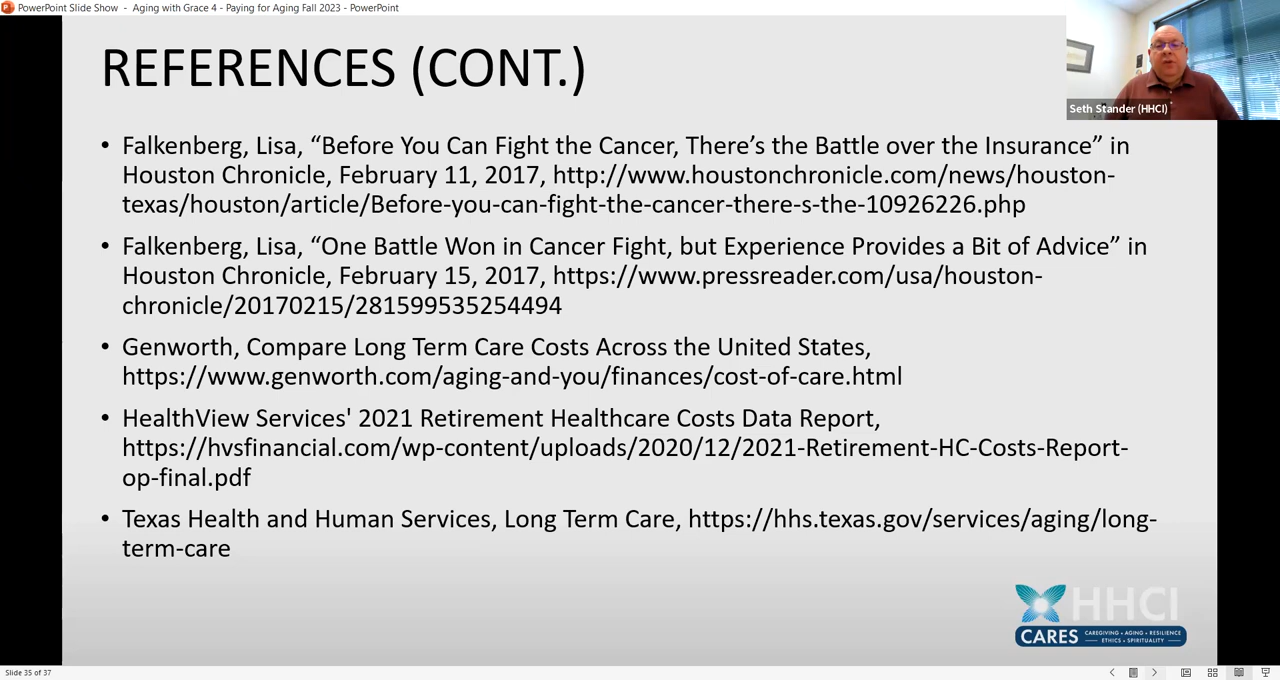 PowerPoint Slide Show - Aging with Grace 4 - Paying for Aging Fall 2023 - PowerPoint
REFERENCES (CONT.)
Seth Stander (HHCI)
• Falkenberg, Lisa, “Before You Can Fight the Cancer, There’s the Battle over the Insurance” in
Houston Chronicle, February 11, 2017, http://www.houstonchronicle.com/news/houston-
texas/houston/article/Before-you-can-fight-the-cancer-there-s-the-10926226.php
• Falkenberg, Lisa, “One Battle Won in Cancer Fight, but Experience Provides a Bit of Advice” in
Houston Chronicle, February 15, 2017, https://www.pressreader.com/usa/houston-
chronicle/20170215/281599535254494
• Genworth, Compare Long Term Care Costs Across the United States,
https://www.genworth.com/aging-and-you/finances/cost-of-care.html
• HealthView Services' 2021 Retirement Healthcare Costs Data Report,
https://hvsfinancial.com/wp-content/uploads/2020/12/2021-Retirement-HC-Costs-Report-
op-final.pdf
• Texas Health and Human Services, Long Term Care, https://hhs.texas.gov/services/aging/long-
term-care
HHCI
CARES
CAREGIVING • AGING • RESILIENCE
ETHICS • SPIRITUALITY
Slide 35 of 37